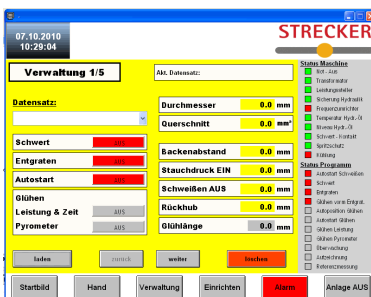 07.10.2010
10:29:04
STRECKER
Verwaltung 1/5
Akt. Datensatz:
Datensatz:
Schwert AUS
Entgraten AUS
Autostart AUS
Glühen
Leistung & Zeit AUS
Pyrometer AUS
Durchmesser 0.0 mm
Querschnitt 0.0 mm²
Backenabstand 0.0 mm
Stauchdruck EIN 0.0 mm
Schweißen AUS 0.0 mm
Rückhub 0.0 mm
Glühlänge 0.0 mm
laden
zurück
weiter
löschen
Status Maschine
Not - Aus
Transformator
Leistungssteller
Sicherung Hydraulik
Frequenzumrichter
Temperatur Hydr.-Öl
Niveau Hydr.-Öl
Schwert - Kontakt
Spritzschutz
Kühlung
Status Programm
Autostart Schweißen
Schwert
Entgraten
Glühen vorm Entgrat.
Autoposition Glühen
Autostart Glühen
Glühen Leistung
Glühen Pyrometer
Überwachung
Aufzeichnung
Referenzmessung
Startbild
Hand
Verwaltung
Einrichten
Alarm
Anlage AUS